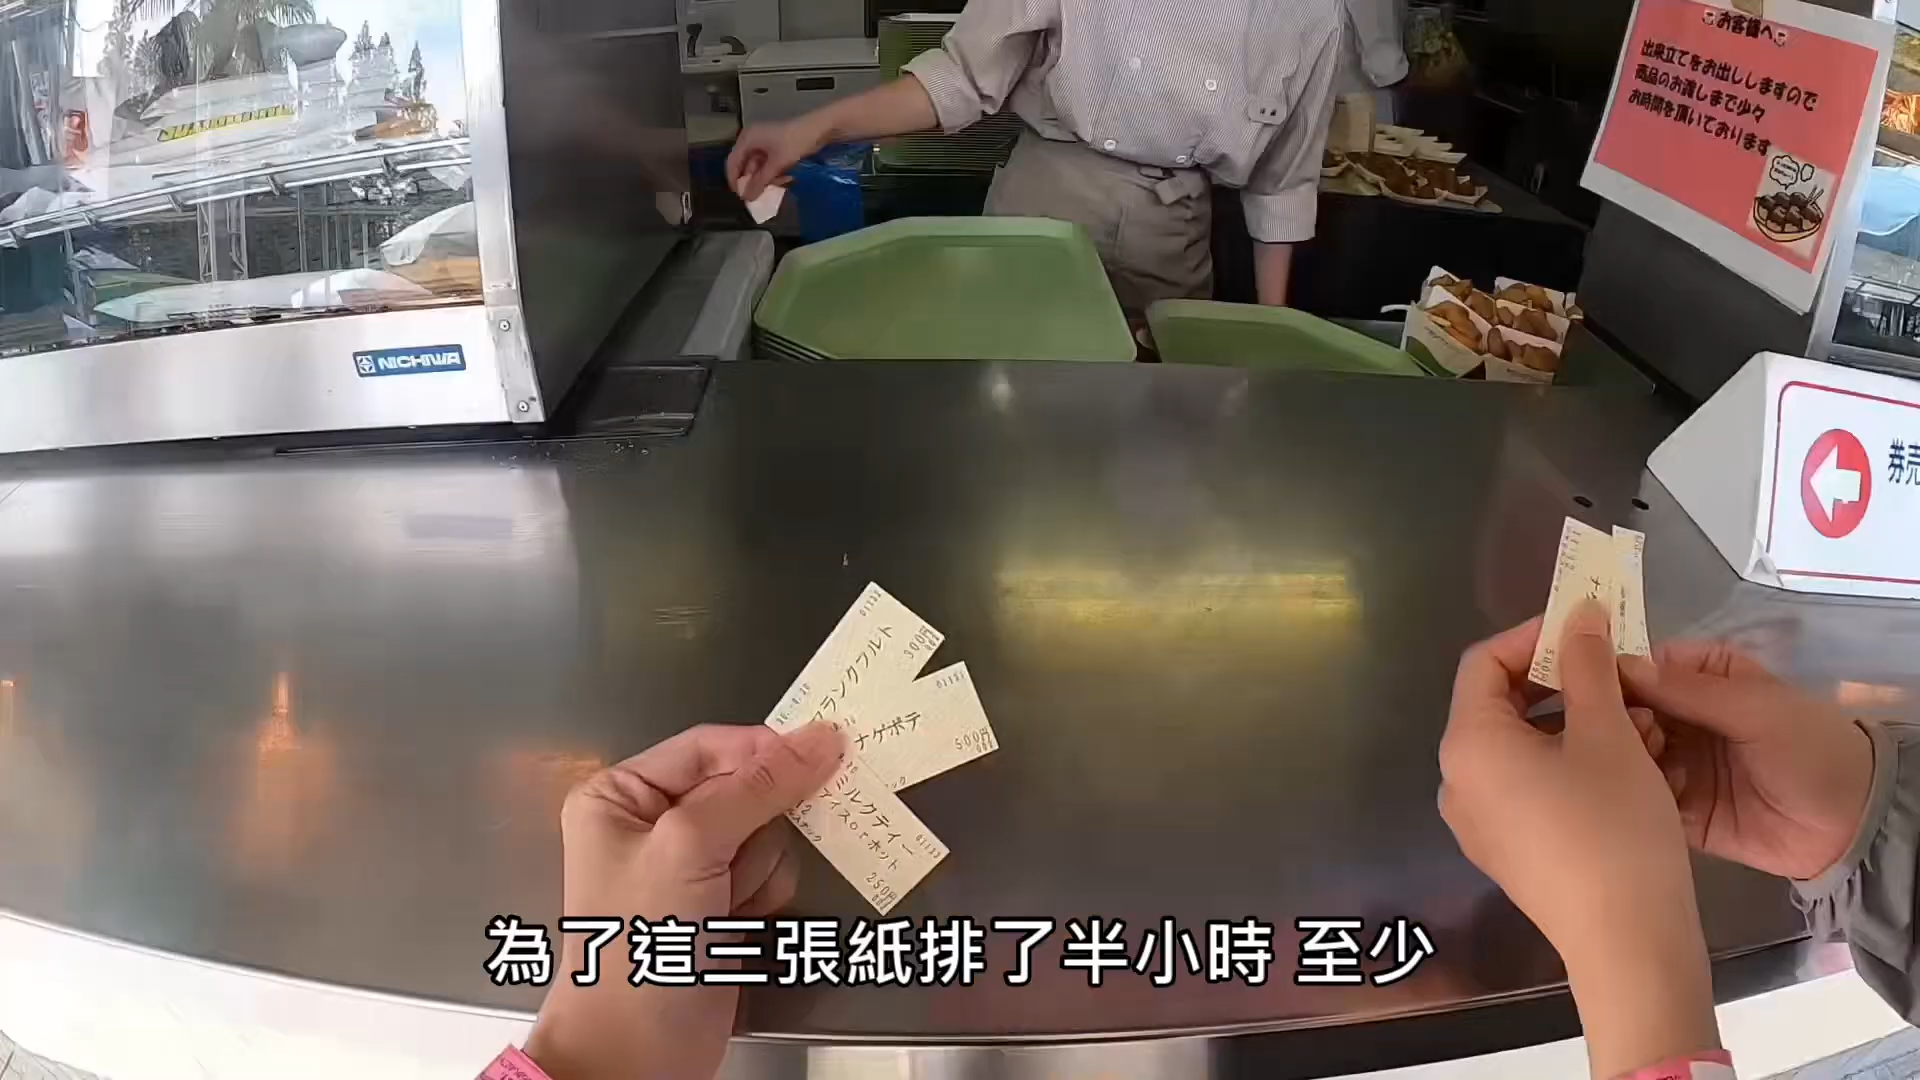 お客様へ
出来立てをお出ししますので
商品のお渡しまで少々
お時間を頂いております
NICHIWA
券売
01132
フランクフルト
300円
01131
ナゲポテ
500円
ミルクティー
アイスorホット
01133
250円
為了這三張紙排了半小時 至少